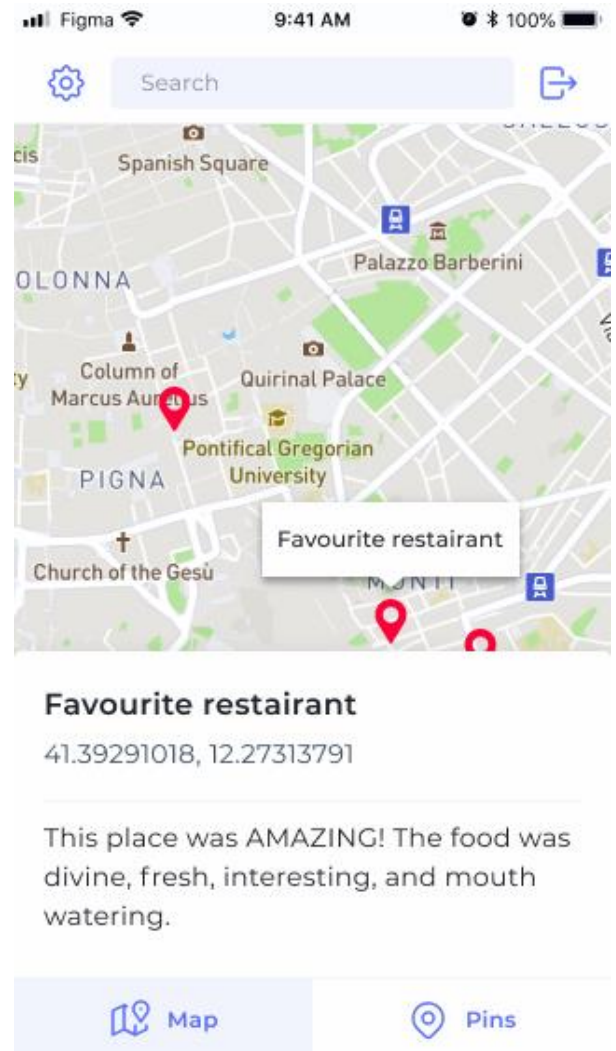 Figma 9:41 AM 100%
Search
cis Spanish Square
Palazzo Barberini
OLONNA
Column of
Marcus Aurelius
Quirinal Palace
Pontifical Gregorian
University
PIGNA
Favourite restairant
Church of the Gesù
MONTI
Favourite restairant
41.39291018, 12.27313791
This place was AMAZING! The food was
divine, fresh, interesting, and mouth
watering.
Map Pins